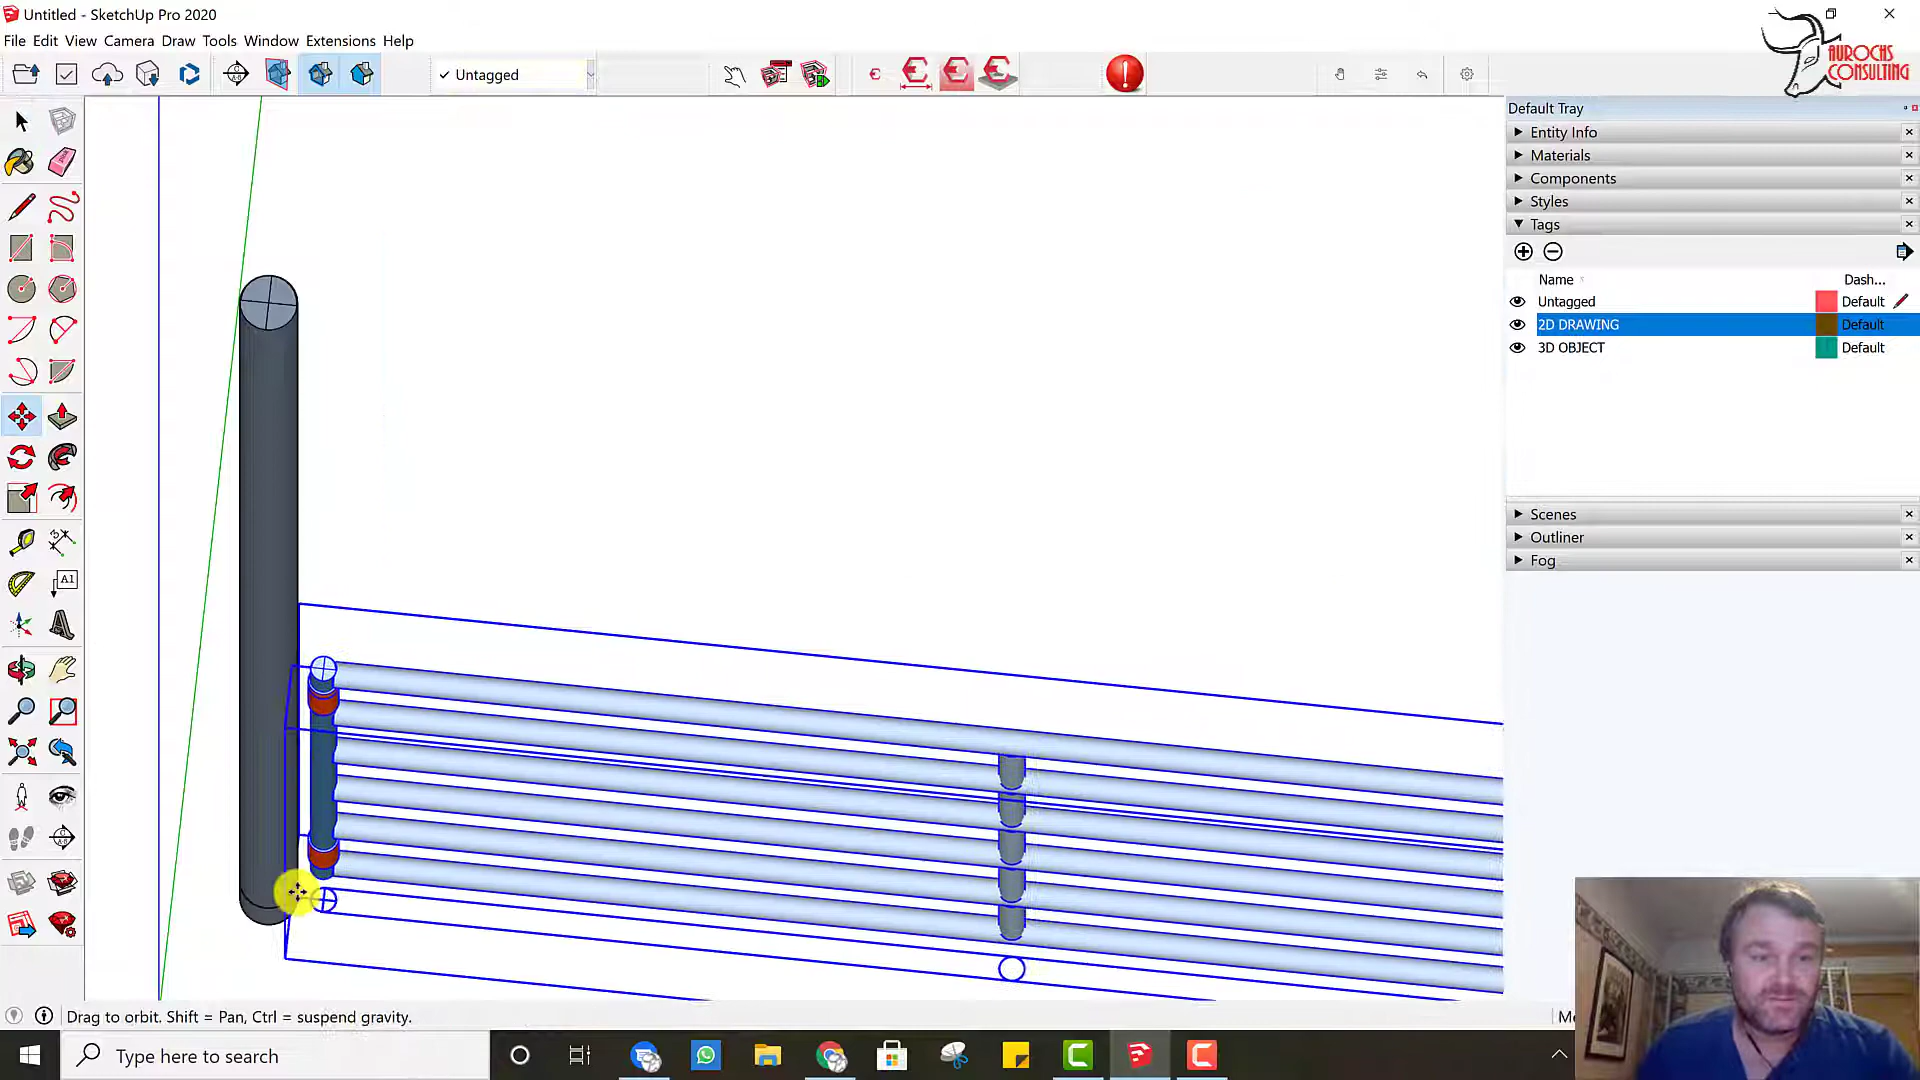 Untitled - SketchUp Pro 2020
AUROCHS
CONSULTING
File Edit View Camera Draw Tools Window Extensions Help
✓ Untagged
Default Tray
Entity Info
Materials
Components
Styles
Tags
Name Dash...
Untagged Default
2D DRAWING Default
3D OBJECT Default
Scenes
Outliner
Fog
A1
Drag to orbit. Shift = Pan, Ctrl = suspend gravity.
Type here to search